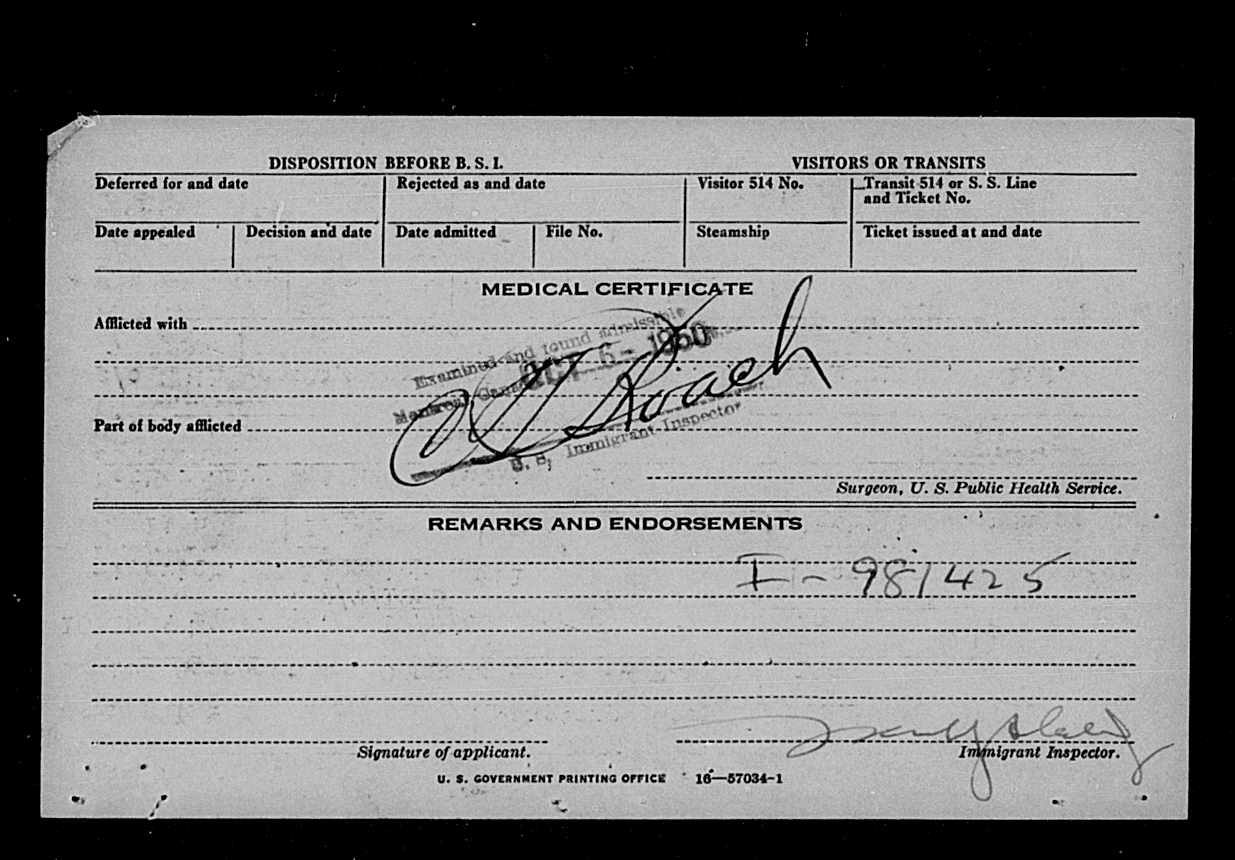 DISPOSITION BEFORE B. S. I.
VISITORS OR TRANSITS
Deferred for and date
Rejected as and date
Visitor 514 No.
Transit 514 or S. S. Line
and Ticket No.
Date appealed
Decision and date
Date admitted
File No.
Steamship
Ticket issued at and date
MEDICAL CERTIFICATE
Afflicted with
Examined and found admissible
Montreal, Canada
OCT 6 - 1950
U. S. Immigrant Inspector
Part of body afflicted
Surgeon, U. S. Public Health Service.
REMARKS AND ENDORSEMENTS
I - 981425
Signature of applicant.
Immigrant Inspector.
U. S. GOVERNMENT PRINTING OFFICE 16—57034-1